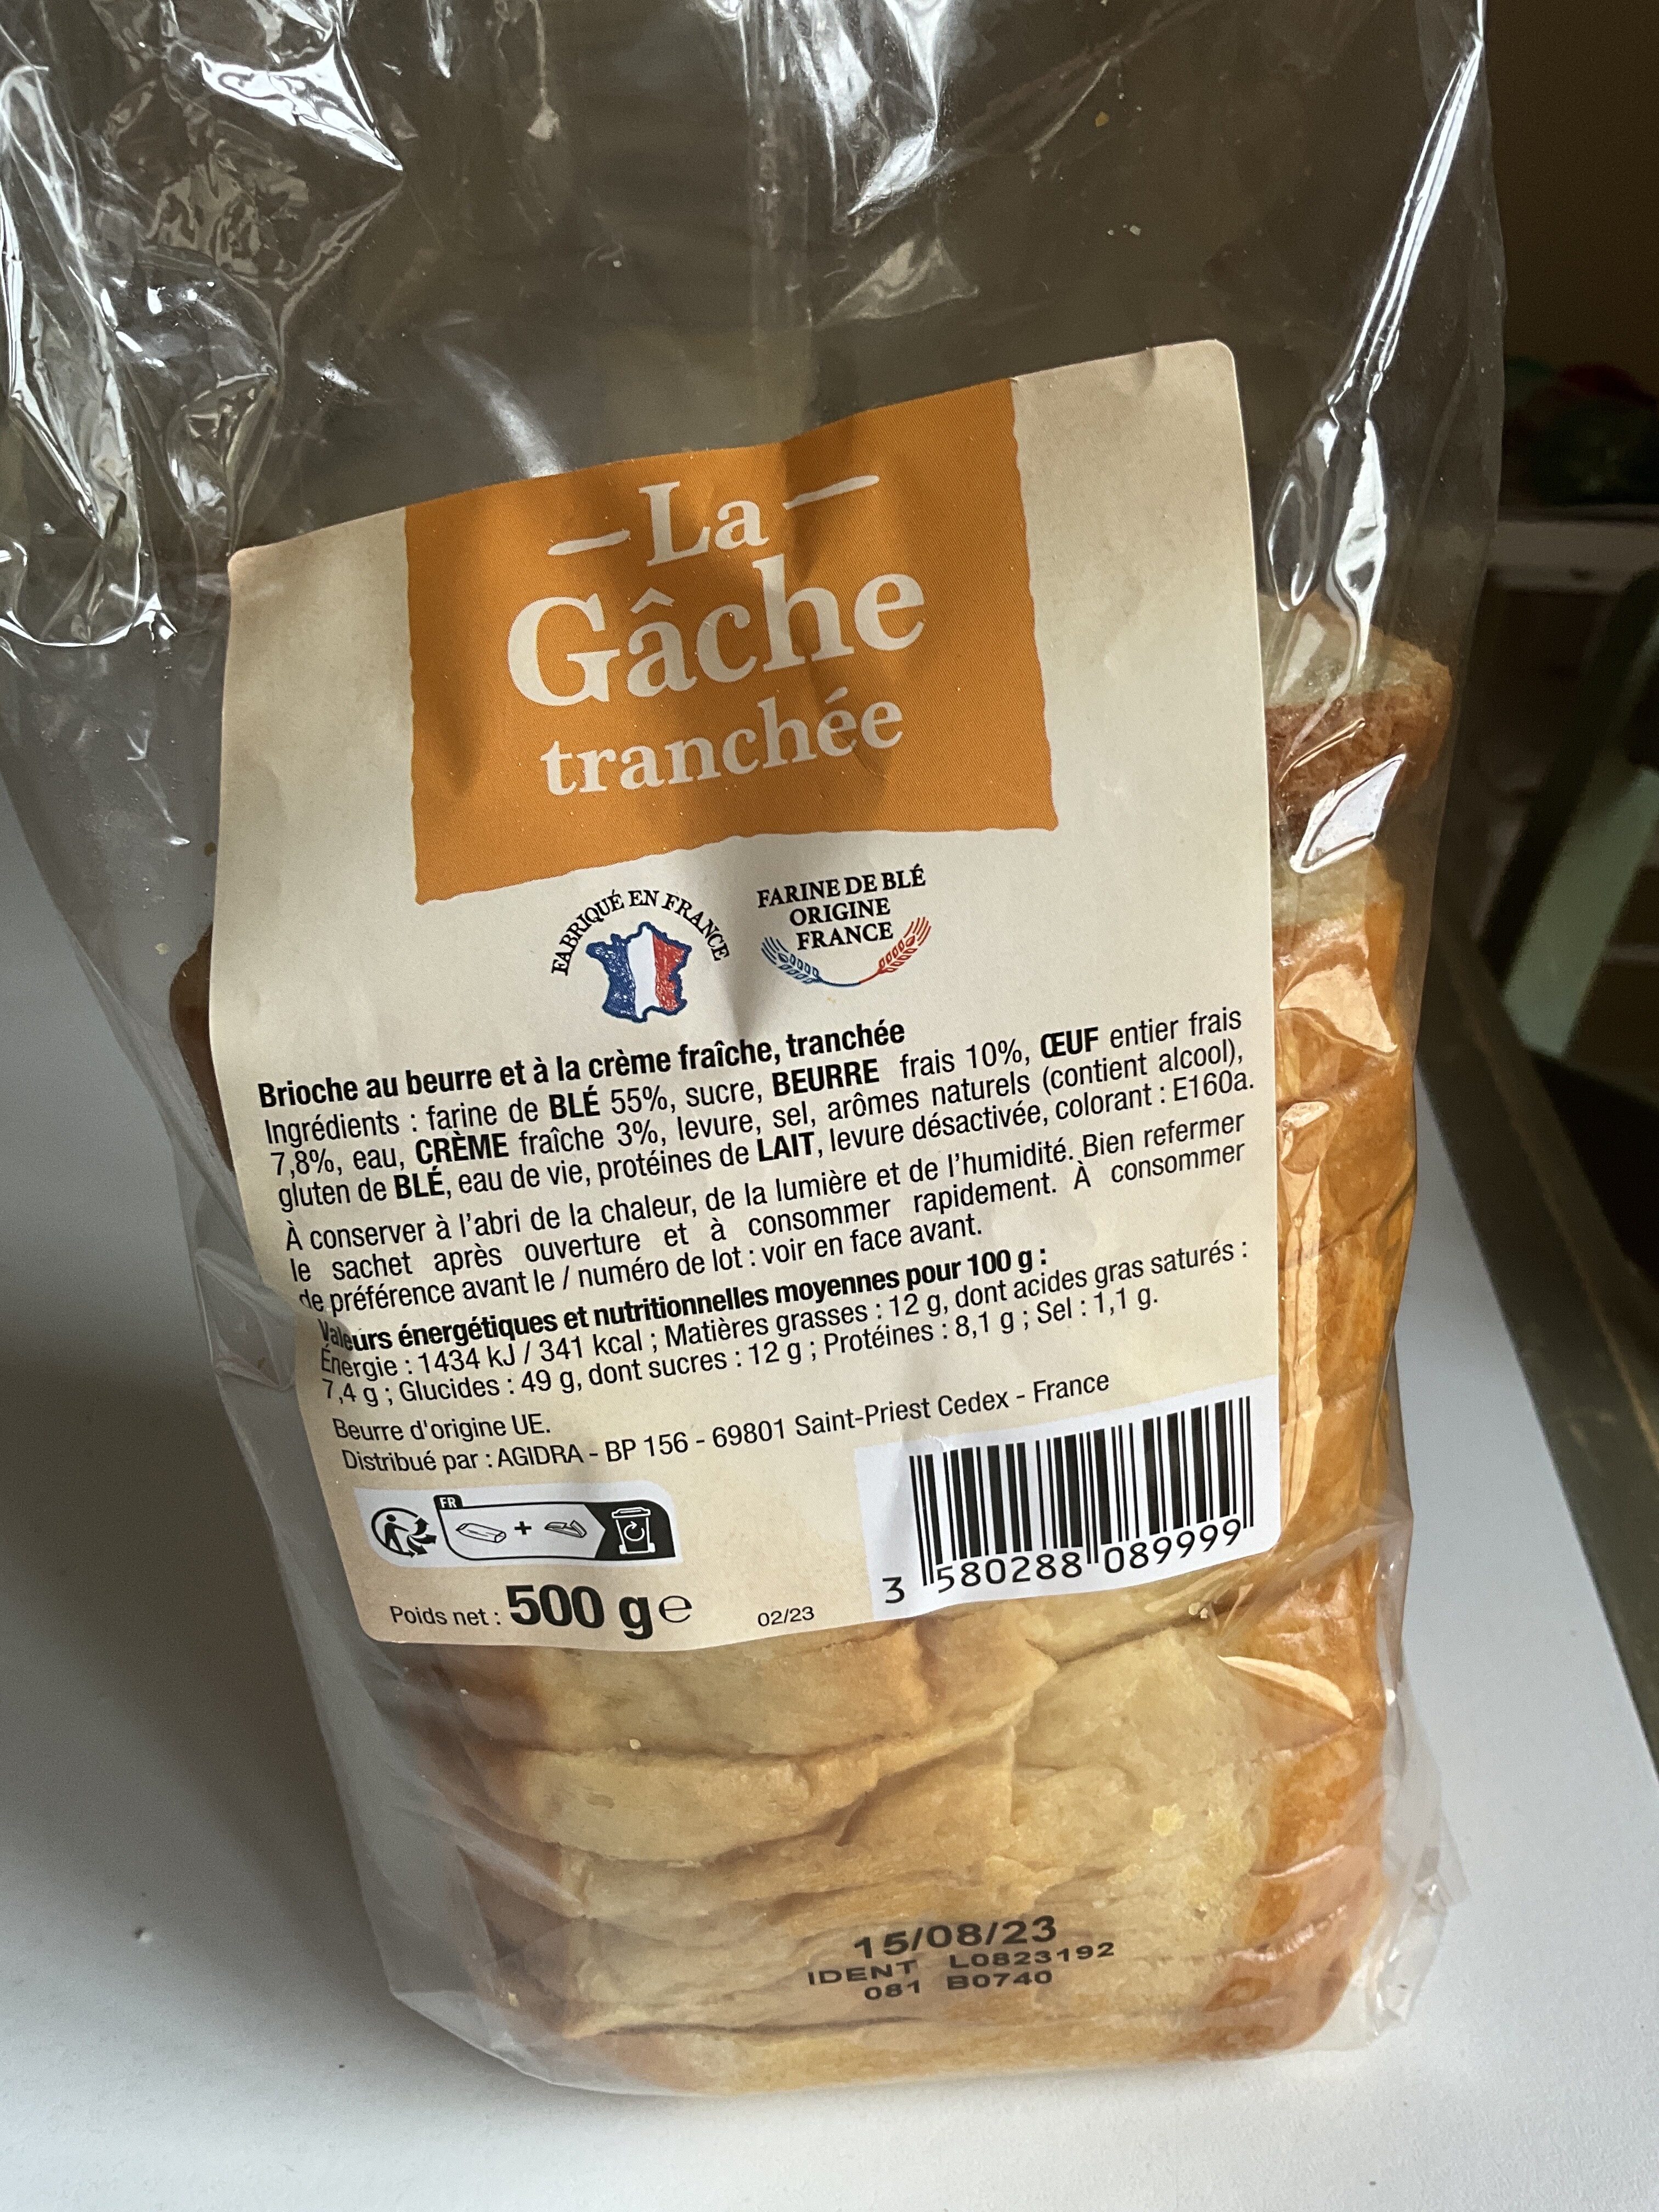 La
Gâche
tranchée
FABRIQUÉ EN FRANCE
FARINE DE BLÉ
ORIGINE
FRANCE
Brioche au beurre et à la crème fraîche, tranchée
Ingrédients : farine de BLÉ 55%, sucre, BEURRE frais 10%, ŒUF entier frais
7,8%, eau, CRÈME fraîche 3%, levure, sel, arômes naturels (contient alcool),
gluten de BLÉ, eau de vie, protéines de LAIT, levure désactivée, colorant : E160a.
À conserver à l'abri de la chaleur, de la lumière et de l'humidité. Bien refermer
le sachet après ouverture et à consommer rapidement. À consommer
de préférence avant le / numéro de lot : voir en face avant.
Valeurs énergétiques et nutritionnelles moyennes pour 100 g :
Énergie : 1434 kJ / 341 kcal ; Matières grasses : 12 g, dont acides gras saturés :
7,4 g ; Glucides : 49 g, dont sucres : 12 g ; Protéines : 8,1 g ; Sel : 1,1 g.
Beurre d'origine UE.
Distribué par : AGIDRA - BP 156 - 69801 Saint-Priest Cedex - France
FR
+
3 580288 089999
Poids net : 500 g e
02/23
15/08/23
IDENT L0823192
081 B0740